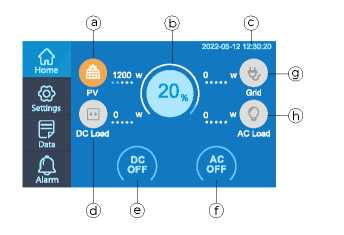 ⓐ ⓑ ⓒ
2022-05-12 12:30:20
Home
1200 w
0 w
PV
20%
Grid
ⓖ
Settings
0 w
0 w
DC Load
AC Load
ⓗ
Data
DC OFF
AC OFF
Alarm
ⓓ ⓔ ⓕ